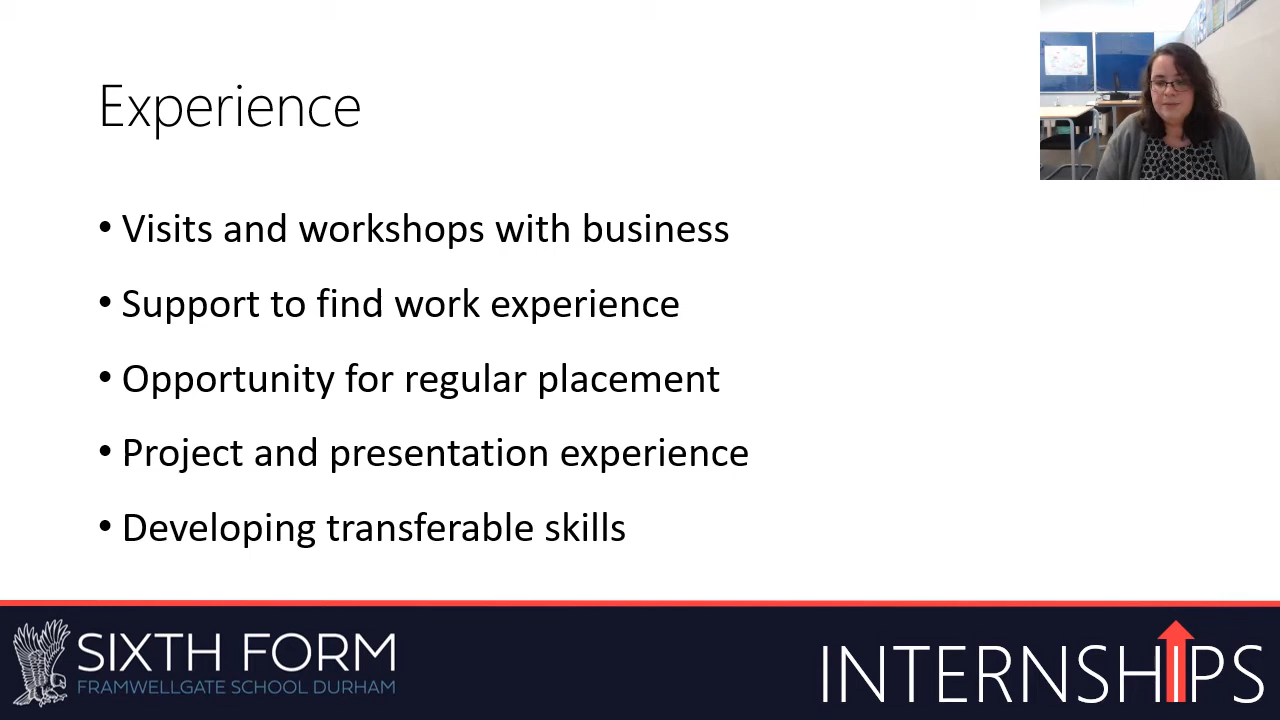 Experience
• Visits and workshops with business
• Support to find work experience
• Opportunity for regular placement
• Project and presentation experience
• Developing transferable skills
SIXTH FORM
FRAMWELLGATE SCHOOL DURHAM
INTERNSHIPS